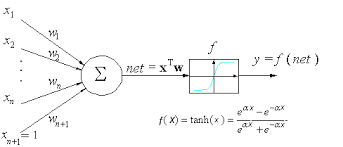 x₁
w₁
x₂
w₂
⋮
Σ
net = xᵀw
f
y = f(net)
wₙ
xₙ
wₙ₊₁
xₙ₊₁ = 1
f(x) = tanh(x) = (e^{αx} − e^{−αx}) / (e^{αx} + e^{−αx})